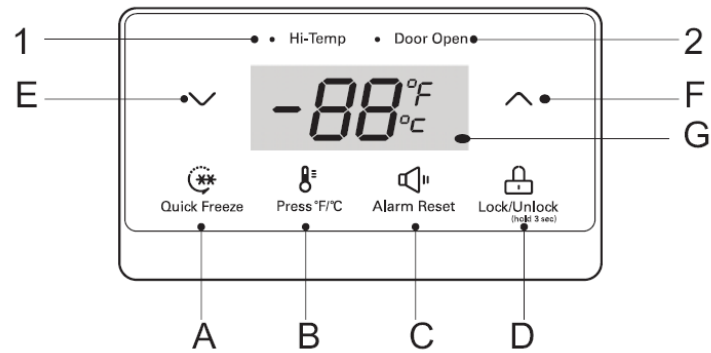 1 • Hi-Temp • Door Open 2
E F
-88 °F
°C
G
Quick Freeze Press °F/°C Alarm Reset Lock/Unlock
(hold 3 sec)
A B C D